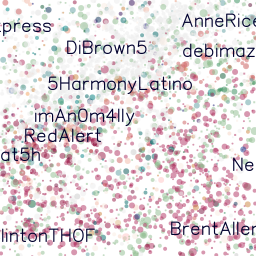 press
AnneRice
DiBrown5
debimaz
5HarmonyLatino
imAn0m4lly
RedAlert
at5h
Ne
BrentAller
lintonTHOF